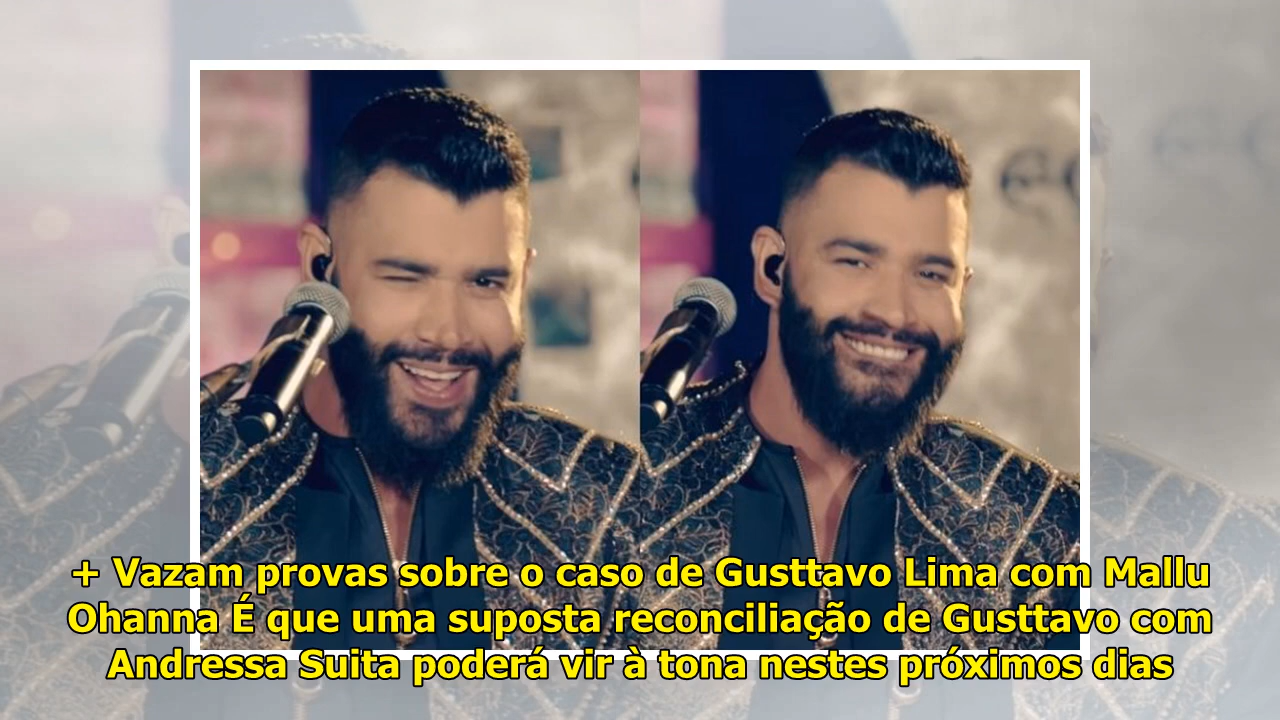 + Vazam provas sobre o caso de Gusttavo Lima com Mallu
Ohanna É que uma suposta reconciliação de Gusttavo com
Andressa Suita poderá vir à tona nestes próximos dias